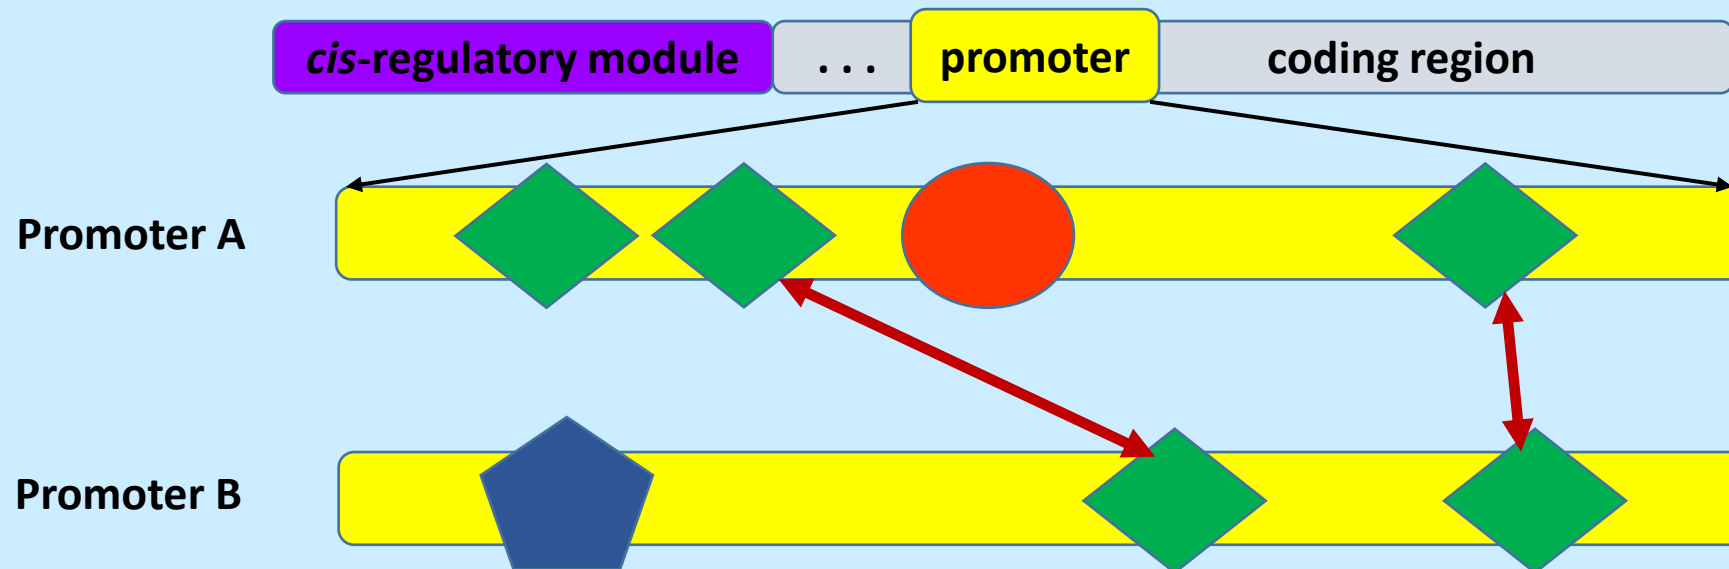 cis-regulatory module ... promoter coding region
Promoter A
Promoter B